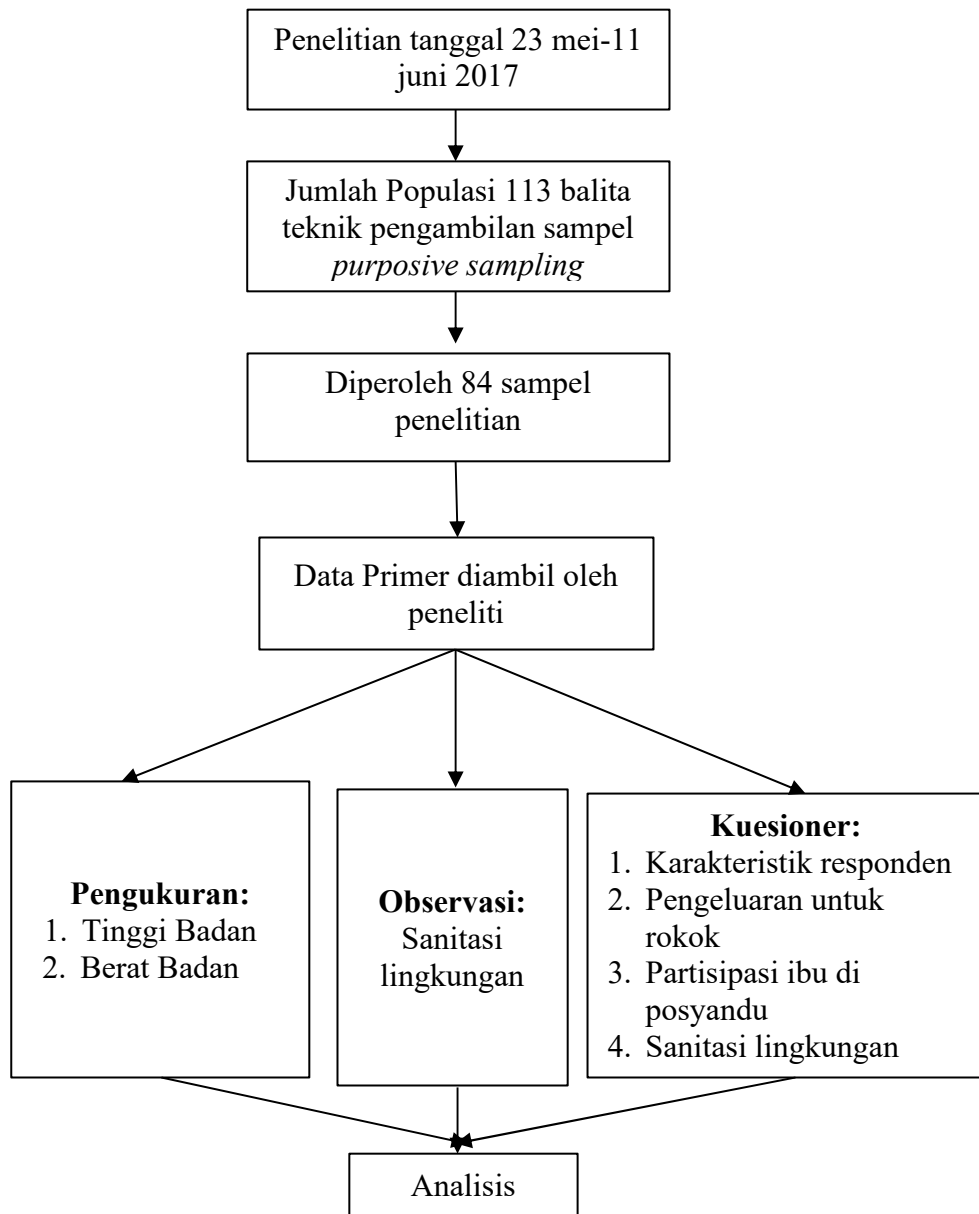 Penelitian tanggal 23 mei-11
juni 2017
Jumlah Populasi 113 balita
teknik pengambilan sampel
purposive sampling
Diperoleh 84 sampel
penelitian
Data Primer diambil oleh
peneliti
Pengukuran:
1. Tinggi Badan
2. Berat Badan
Observasi:
Sanitasi
lingkungan
Kuesioner:
1. Karakteristik responden
2. Pengeluaran untuk
rokok
3. Partisipasi ibu di
posyandu
4. Sanitasi lingkungan
Analisis